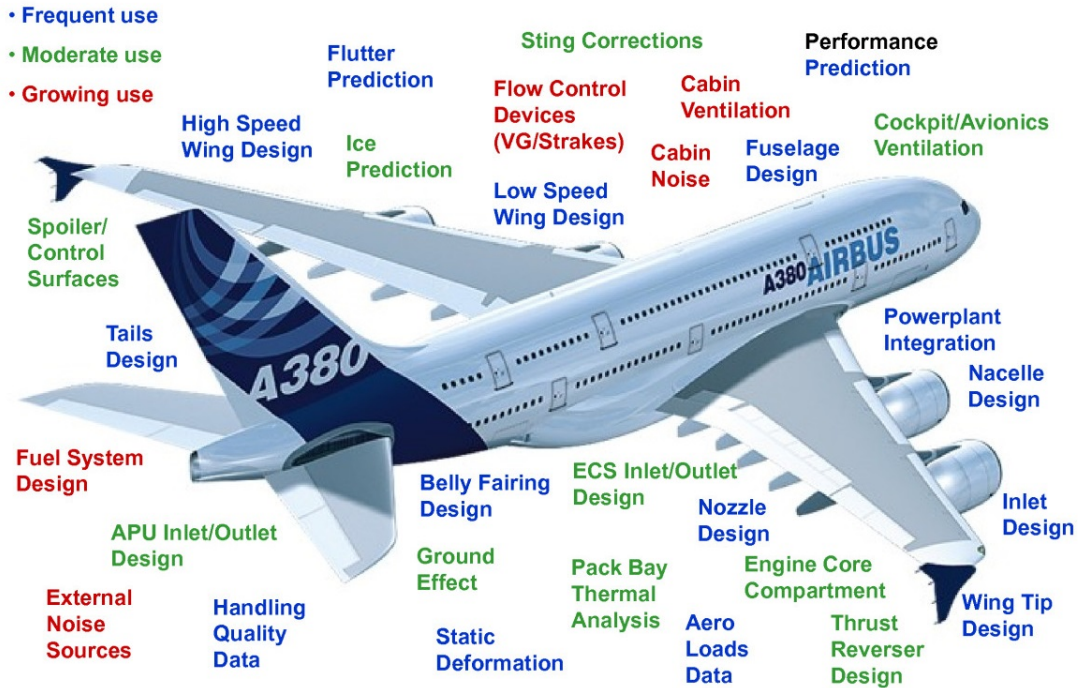 • Frequent use
• Moderate use
• Growing use
Flutter
Prediction
Sting Corrections
Performance
Prediction
High Speed
Wing Design
Ice
Prediction
Flow Control
Devices
(VG/Strakes)
Cabin
Ventilation
Cabin
Noise
Fuselage
Design
Cockpit/Avionics
Ventilation
Low Speed
Wing Design
Spoiler/
Control
Surfaces
A380 AIRBUS
Tails
Design
A380
Powerplant
Integration
Nacelle
Design
Fuel System
Design
Belly Fairing
Design
ECS Inlet/Outlet
Design
Nozzle
Design
Inlet
Design
APU Inlet/Outlet
Design
Ground
Effect
Pack Bay
Thermal
Analysis
Engine Core
Compartment
Wing Tip
Design
External
Noise
Sources
Handling
Quality
Data
Static
Deformation
Aero
Loads
Data
Thrust
Reverser
Design